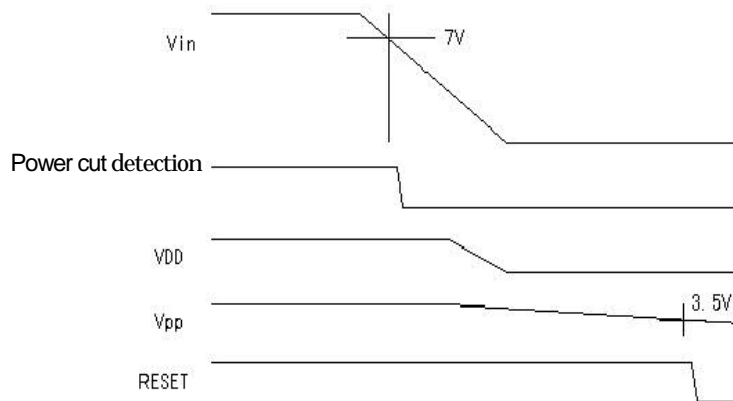 Vin
7V
Power cut detection
VDD
Vpp
3. 5V
RESET